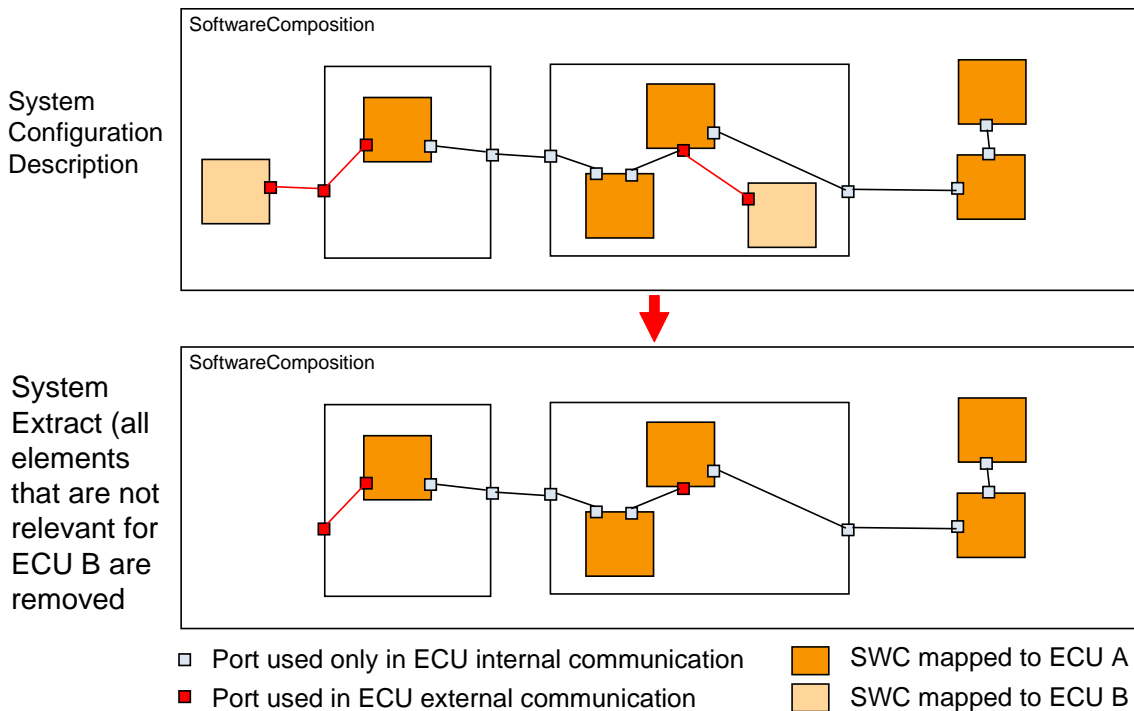 SoftwareComposition
System
Configuration
Description
SoftwareComposition
System
Extract (all
elements
that are not
relevant for
ECU B are
removed
Port used only in ECU internal communication
SWC mapped to ECU A
Port used in ECU external communication
SWC mapped to ECU B